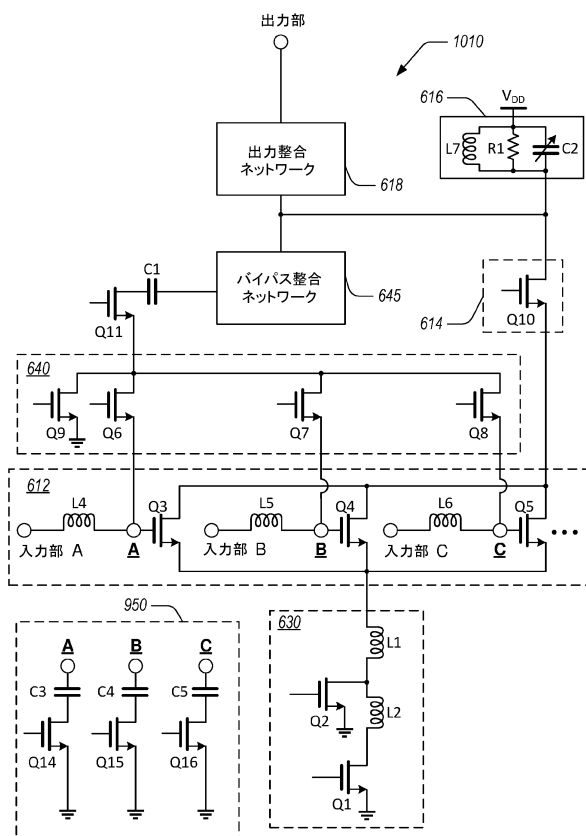 出力部
1010
616
VDD
L7
R1
C2
出力整合
ネットワーク
618
C1
バイパス整合
ネットワーク
645
Q11
614
Q10
640
Q9
Q6
Q7
Q8
612
L4
Q3
L5
Q4
L6
Q5
入力部 A
A
入力部 B
B
入力部 C
C
950
A
B
C
C3
C4
C5
Q14
Q15
Q16
630
L1
Q2
L2
Q1